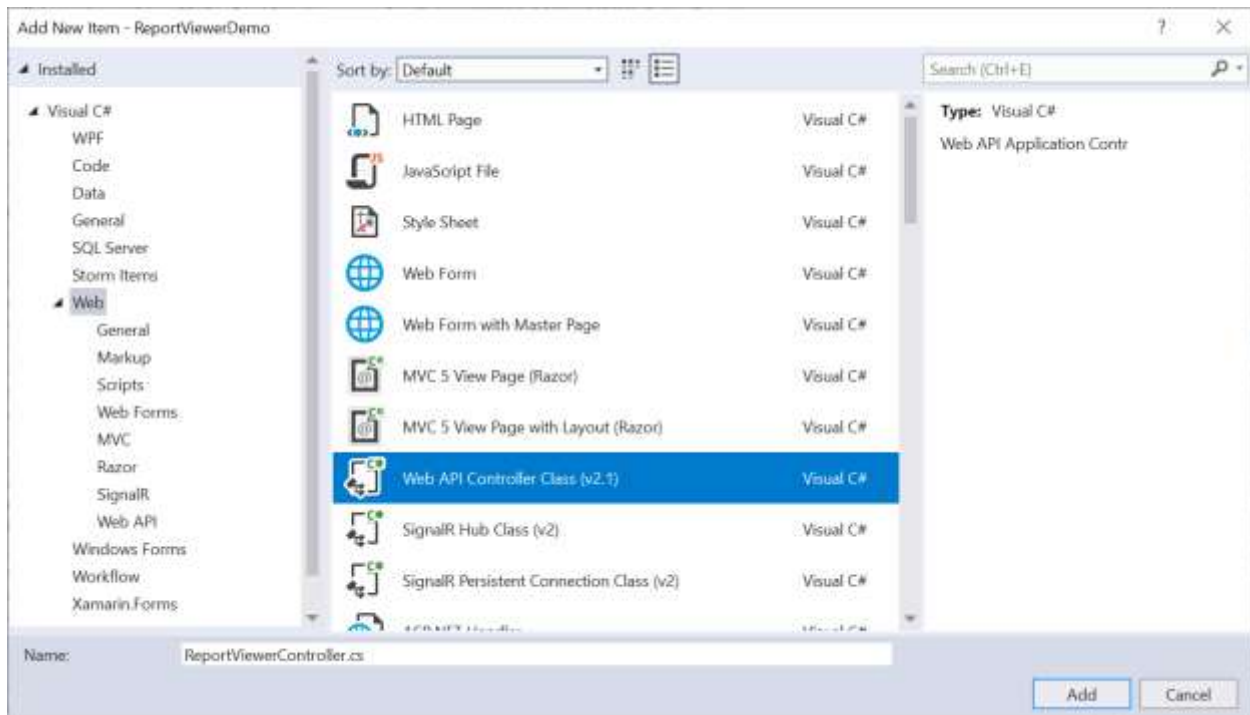 Add New Item - ReportViewerDemo
? ×
Installed
Sort by: Default
Search (Ctrl+E)
Visual C#
WPF
Code
Data
General
SQL Server
Storm Items
Web
General
Markup
Scripts
Web Forms
MVC
Razor
SignalR
Web API
Windows Forms
Workflow
Xamarin.Forms
HTML Page Visual C#
JavaScript File Visual C#
Style Sheet Visual C#
Web Form Visual C#
Web Form with Master Page Visual C#
MVC 5 View Page (Razor) Visual C#
MVC 5 View Page with Layout (Razor) Visual C#
Web API Controller Class (v2.1) Visual C#
SignalR Hub Class (v2) Visual C#
SignalR Persistent Connection Class (v2) Visual C#
Type: Visual C#
Web API Application Contr
Name: ReportViewerController.cs
Add Cancel